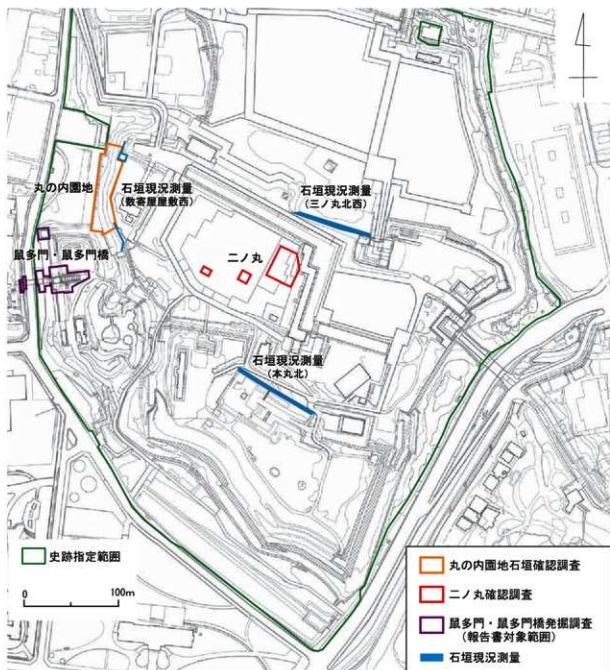 丸の内園地
石垣現況測量
(数寄屋屋敷西)
石垣現況測量
(三ノ丸北西)
鼠多門・鼠多門橋
二ノ丸
石垣現況測量
(本丸北)
史跡指定範囲
0
100m
丸の内園地石垣確認調査
二ノ丸確認調査
鼠多門・鼠多門橋発掘調査
(報告書対象範囲)
石垣現況測量